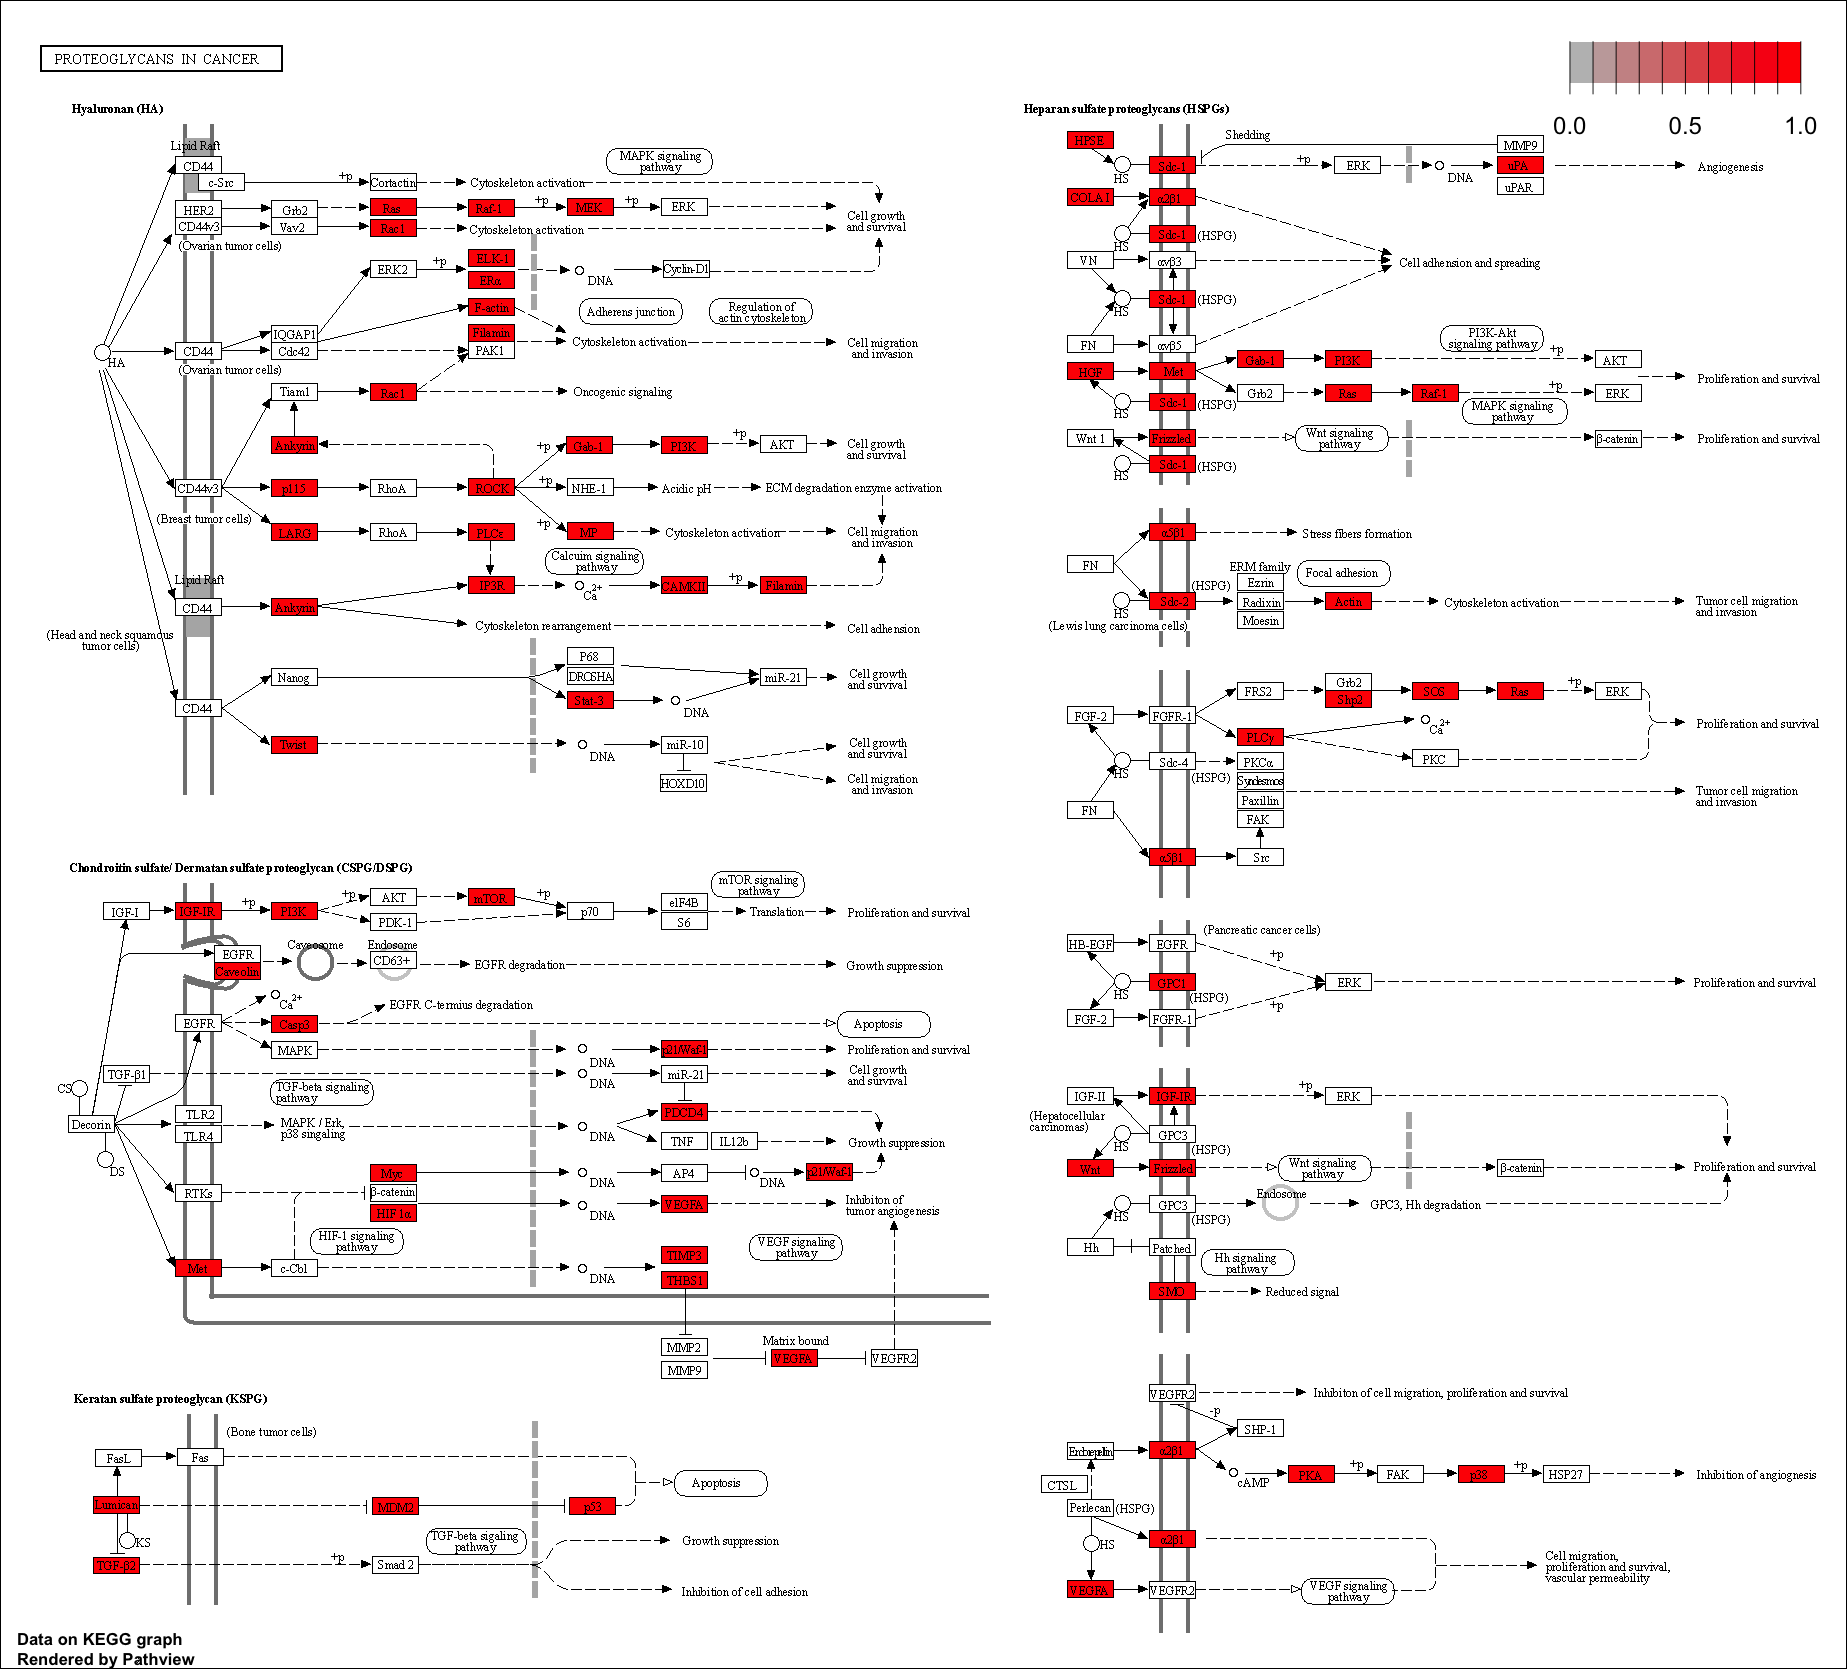 PROTEOGLYCANS IN CANCER
0.0 0.5 1.0
Hyaluronan (HA)
Lipid Raft
CD44
c-Src
+p
Cortactin
Cytoskeleton activation
MAPK signaling
pathway
HER2
Grb2
Ras
Raf-1
+p
MEK
+p
ERK
Cell growth
and survival
CD44v3
Vav2
Rac1
Cytoskeleton activation
(Ovarian tumor cells)
ERK2
+p
ELK-1
ERα
DNA
Cyclin-D1
F-actin
Adherens junction
Regulation of
actin cytoskeleton
IQGAP1
Filamin
Cytoskeleton activation
Cell migration
and invasion
HA
CD44
Cdc42
PAK1
(Ovarian tumor cells)
Tiam1
Rac1
Oncogenic signaling
Ankyrin
+p
Gab-1
PI3K
+p
AKT
Cell growth
and survival
CD44v3
p115
RhoA
ROCK
+p
NHE-1
Acidic pH
ECM degradation enzyme activation
(Breast tumor cells)
LARG
RhoA
PLCε
+p
MP
Cytoskeleton activation
Cell migration
and invasion
Calcuim signaling
pathway
Lipid Raft
IP3R
Ca2+
CAMKII
+p
Filamin
CD44
Ankyrin
Cytoskeleton rearrangement
Cell adhesion
(Head and neck squamous
tumor cells)
P68
DROSHA
Nanog
miR-21
Cell growth
and survival
Stat-3
DNA
CD44
Twist
DNA
miR-10
Cell growth
and survival
HOXD10
Cell migration
and invasion
Chondroitin sulfate/ Dermatan sulfate proteoglycan (CSPG/DSPG)
IGF-I
IGF-IR
+p
PI3K
+p
AKT
PDK-1
mTOR
+p
p70
eIF4B
S6
mTOR signaling
pathway
Translation
Proliferation and survival
EGFR
Caveolin
Caveosome
Endosome
CD63+
EGFR degradation
Growth suppression
Ca2+
EGFR C-termius degradation
EGFR
Casp3
Apoptosis
MAPK
DNA
p21/Waf-1
Proliferation and survival
TGF-β1
DNA
miR-21
Cell growth
and survival
CS
Decorin
DS
TGF-beta signaling
pathway
TLR2
TLR4
MAPK / Erk,
p38 singaling
DNA
PDCD4
TNF
IL12b
Growth suppression
Myc
DNA
AP4
DNA
p21/Waf-1
RTKs
β-catenin
HIF1α
DNA
VEGFA
Inhibiton of
tumor angiogenesis
HIF-1 signaling
pathway
VEGF signaling
pathway
Met
c-Cbl
DNA
TIMP3
THBS1
MMP2
MMP9
Matrix bound
VEGFA
VEGFR2
Keratan sulfate proteoglycan (KSPG)
(Bone tumor cells)
FasL
Fas
Apoptosis
Lumican
MDM2
p53
KS
TGF-beta sigaling
pathway
Growth suppression
TGF-β2
+p
Smad 2
Inhibition of cell adhesion
Heparan sulfate proteoglycans (HSPGs)
HPSE
Shedding
MMP9
HS
Sdc-1
+p
ERK
DNA
uPA
uPAR
Angiogenesis
COLA1
α2β1
HS
Sdc-1
(HSPG)
VN
αvβ3
Cell adhesion and spreading
HS
Sdc-1
(HSPG)
FN
αvβ5
PI3K-Akt
signaling pathway
HGF
Met
Gab-1
PI3K
+p
AKT
Proliferation and survival
Grb2
Ras
Raf-1
+p
ERK
HS
Sdc-1
(HSPG)
MAPK signaling
pathway
Wnt 1
Frizzled
Wnt signaling
pathway
β-catenin
Proliferation and survival
HS
Sdc-1
(HSPG)
α5β1
Stress fibers formation
FN
ERM family
Ezrin
Radixin
Moesin
Focal adhesion
(HSPG)
HS
Sdc-2
Actin
Cytoskeleton activation
Tumor cell migration
and invasion
(Lewis lung carcinoma cells)
FRS2
Grb2
Shp2
SOS
Ras
+p
ERK
FGF-2
FGFR-1
Ca2+
Proliferation and survival
PLCγ
PKC
HS
Sdc-4
(HSPG)
PKCα
Syndesmos
Paxillin
FAK
Tumor cell migration
and invasion
FN
α5β1
Src
(Pancreatic cancer cells)
HB-EGF
EGFR
+p
HS
GPC1
(HSPG)
ERK
Proliferation and survival
FGF-2
FGFR-1
+p
IGF-II
IGF-IR
+p
ERK
(Hepatocellular
carcinomas)
HS
GPC3
(HSPG)
Wnt
Frizzled
Wnt signaling
pathway
β-catenin
Proliferation and survival
HS
GPC3
(HSPG)
Endosome
GPC3, Hh degradation
Hh
Patched
Hh signaling
pathway
SMO
Reduced signal
VEGFR2
Inhibiton of cell migration, proliferation and survival
-p
SHP-1
Endorepellin
α2β1
cAMP
PKA
+p
FAK
p38
+p
HSP27
Inhibition of angiognesis
CTSL
Perlecan
(HSPG)
HS
α2β1
Cell migration,
proliferation and survival,
vascular permeability
VEGFA
VEGFR2
VEGF signaling
pathway
Data on KEGG graph
Rendered by Pathview